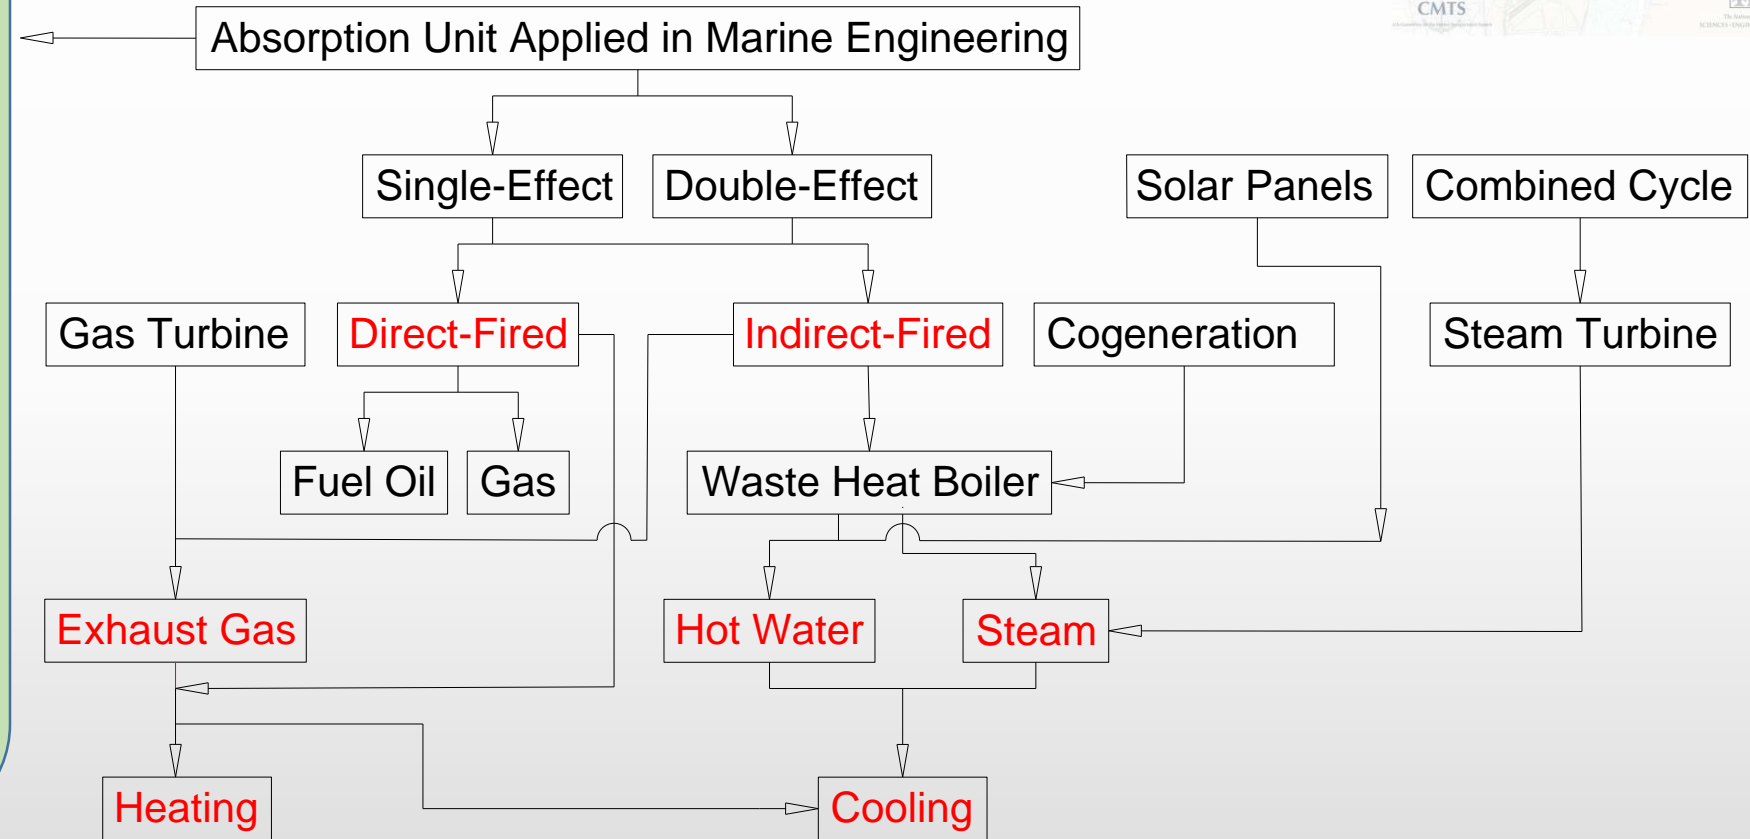 CMTS
Absorption Unit Applied in Marine Engineering
Single-Effect
Double-Effect
Solar Panels
Combined Cycle
Gas Turbine
Direct-Fired
Indirect-Fired
Cogeneration
Steam Turbine
Fuel Oil
Gas
Waste Heat Boiler
Exhaust Gas
Hot Water
Steam
Heating
Cooling